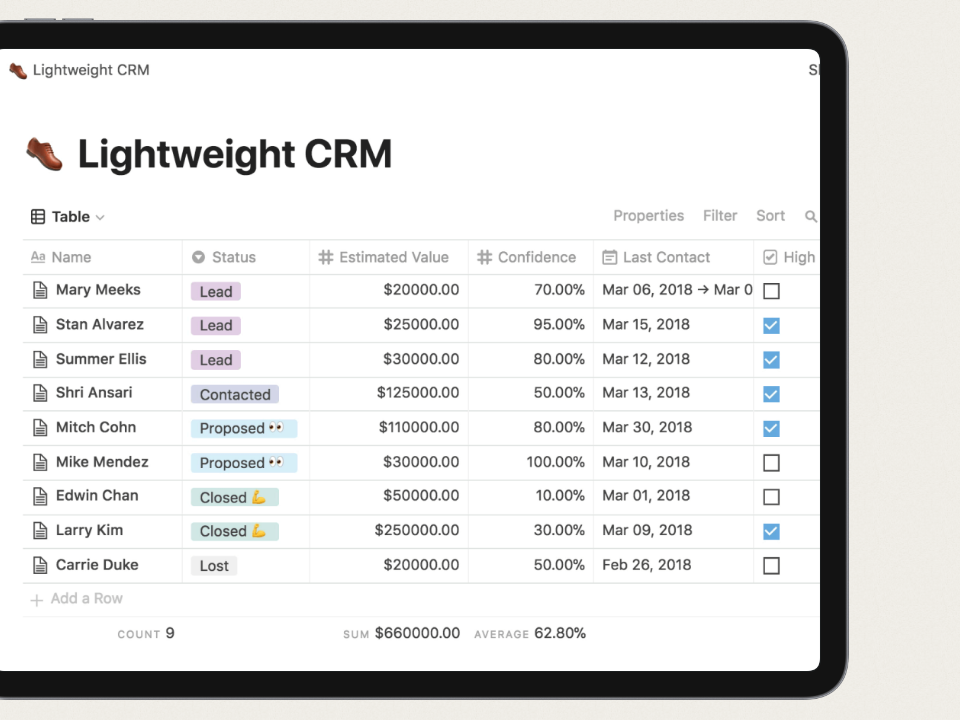 Lightweight CRM
Lightweight CRM
Table Properties Filter Sort
Aa Name Status # Estimated Value # Confidence Last Contact High
Mary Meeks Lead $20000.00 70.00% Mar 06, 2018 → Mar 0
Stan Alvarez Lead $25000.00 95.00% Mar 15, 2018
Summer Ellis Lead $30000.00 80.00% Mar 12, 2018
Shri Ansari Contacted $125000.00 50.00% Mar 13, 2018
Mitch Cohn Proposed 👀 $110000.00 80.00% Mar 30, 2018
Mike Mendez Proposed 👀 $30000.00 100.00% Mar 10, 2018
Edwin Chan Closed 💪 $50000.00 10.00% Mar 01, 2018
Larry Kim Closed 💪 $250000.00 30.00% Mar 09, 2018
Carrie Duke Lost $20000.00 50.00% Feb 26, 2018
+ Add a Row
COUNT 9 SUM $660000.00 AVERAGE 62.80%